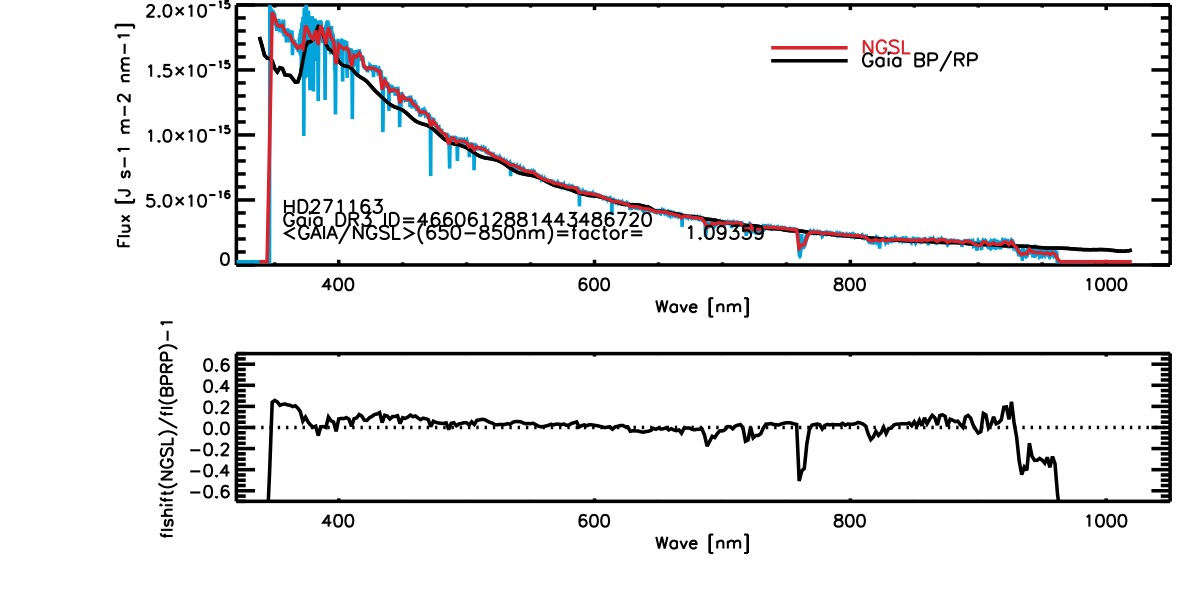 2.0×10⁻¹⁵
1.5×10⁻¹⁵
1.0×10⁻¹⁵
5.0×10⁻¹⁶
0
Flux [J s−1 m−2 nm−1]
NGSL
Gaia BP/RP
HD271163
Gaia DR3 ID=4660612881443486720
<GAIA/NGSL>(650−850nm)=factor= 1.09359
400 600 800 1000
Wave [nm]
0.6
0.4
0.2
0.0
−0.2
−0.4
−0.6
flshift(NGSL)/fl(BPRP)−1
400 600 800 1000
Wave [nm]